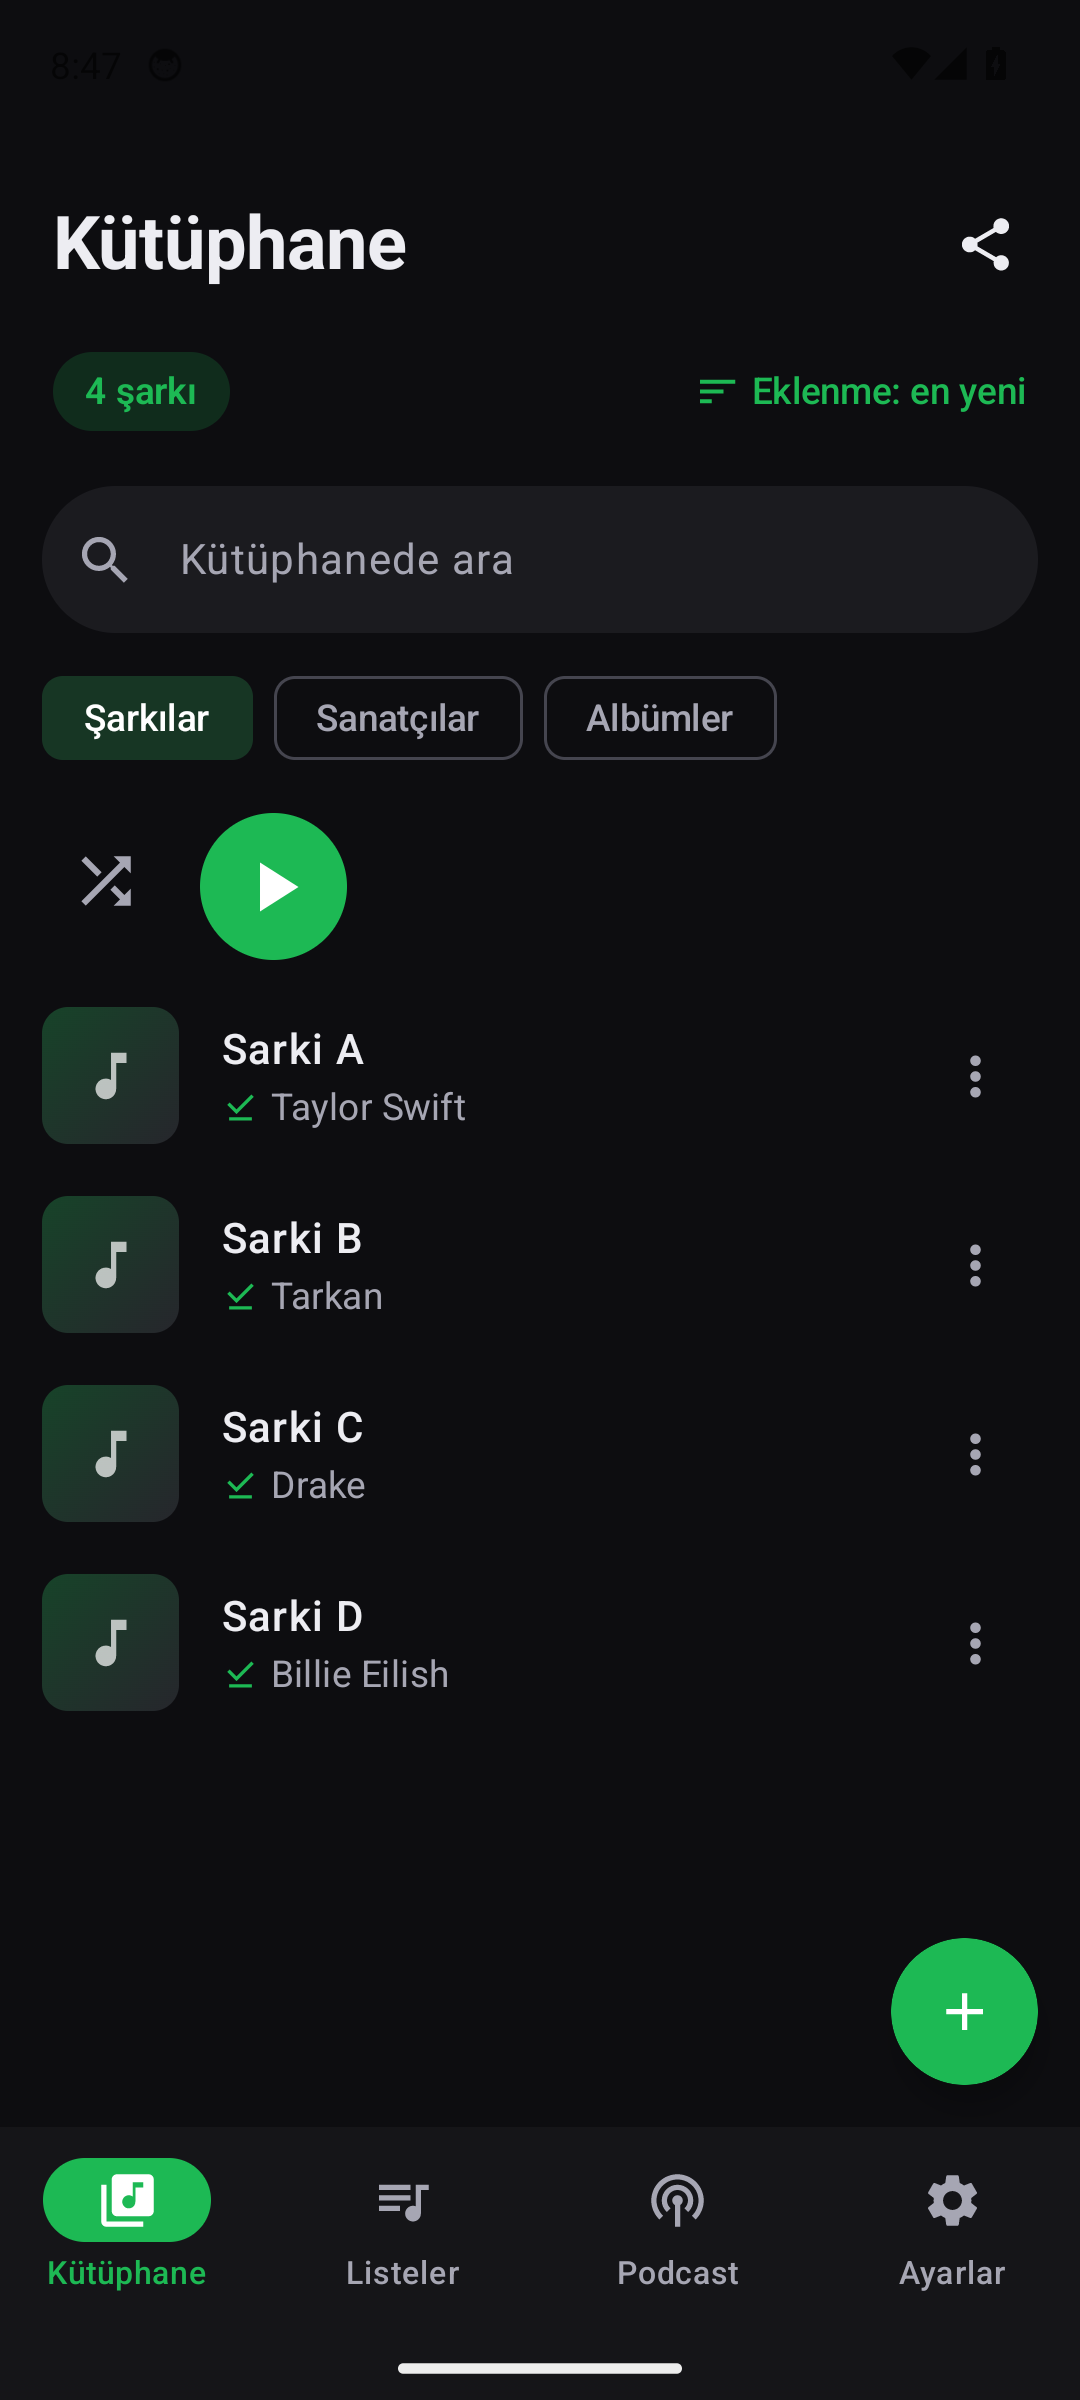 8:47
Kütüphane
4 şarkı
Eklenme: en yeni
Kütüphanede ara
Şarkılar
Sanatçılar
Albümler
Sarki A
Taylor Swift
Sarki B
Tarkan
Sarki C
Drake
Sarki D
Billie Eilish
Kütüphane
Listeler
Podcast
Ayarlar